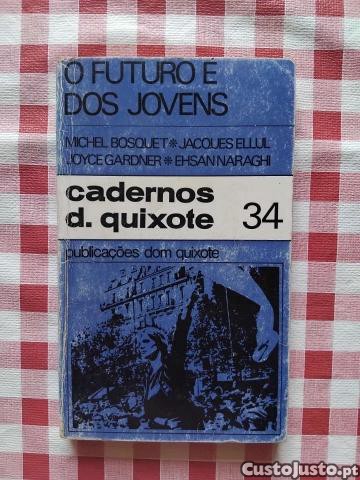 O FUTURO É
DOS JOVENS
MICHEL BOSQUET * JACQUES ELLUL
JOYCE GARDNER * EHSAN NARAGHI
cadernos
d. quixote 34
publicações dom quixote
CustoJusto.pt